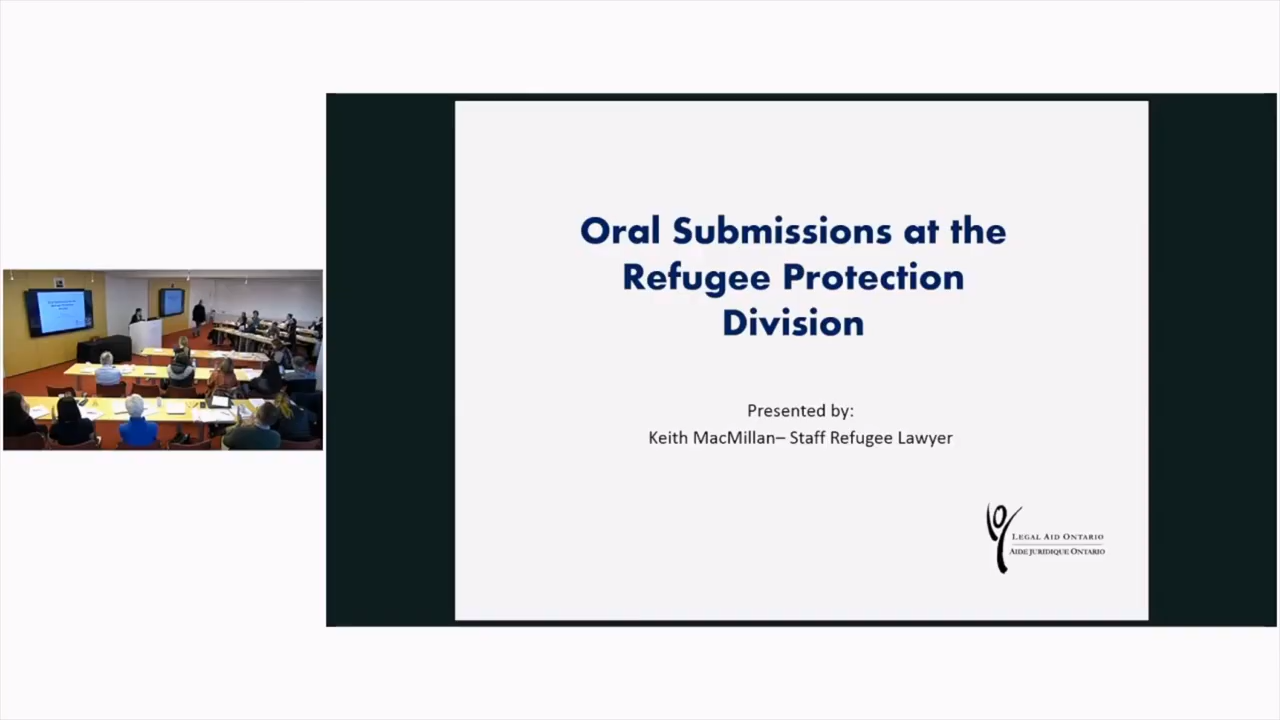 Oral Submissions at the
Refugee Protection
Division
Presented by:
Keith MacMillan– Staff Refugee Lawyer
LEGAL AID ONTARIO
AIDE JURIDIQUE ONTARIO